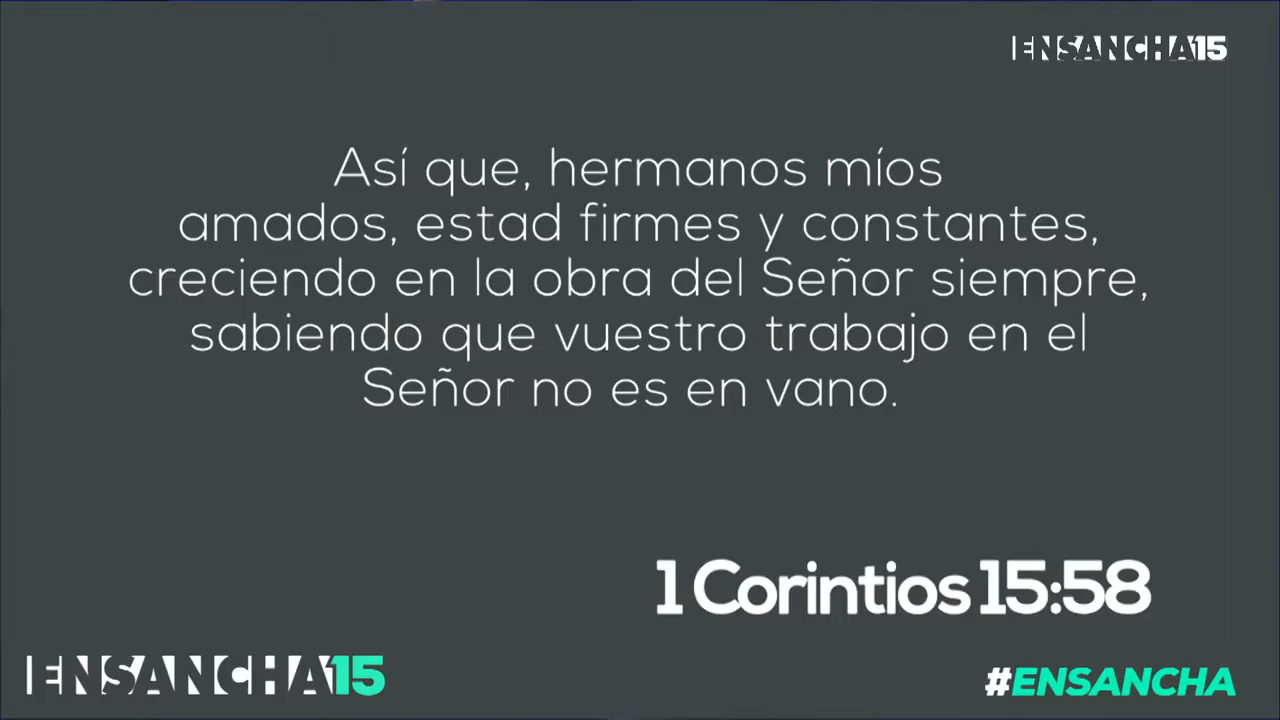 ENSANCHA15
Así que, hermanos míos
amados, estad firmes y constantes,
creciendo en la obra del Señor siempre,
sabiendo que vuestro trabajo en el
Señor no es en vano.
1 Corintios 15:58
ENSANCHA15
#ENSANCHA